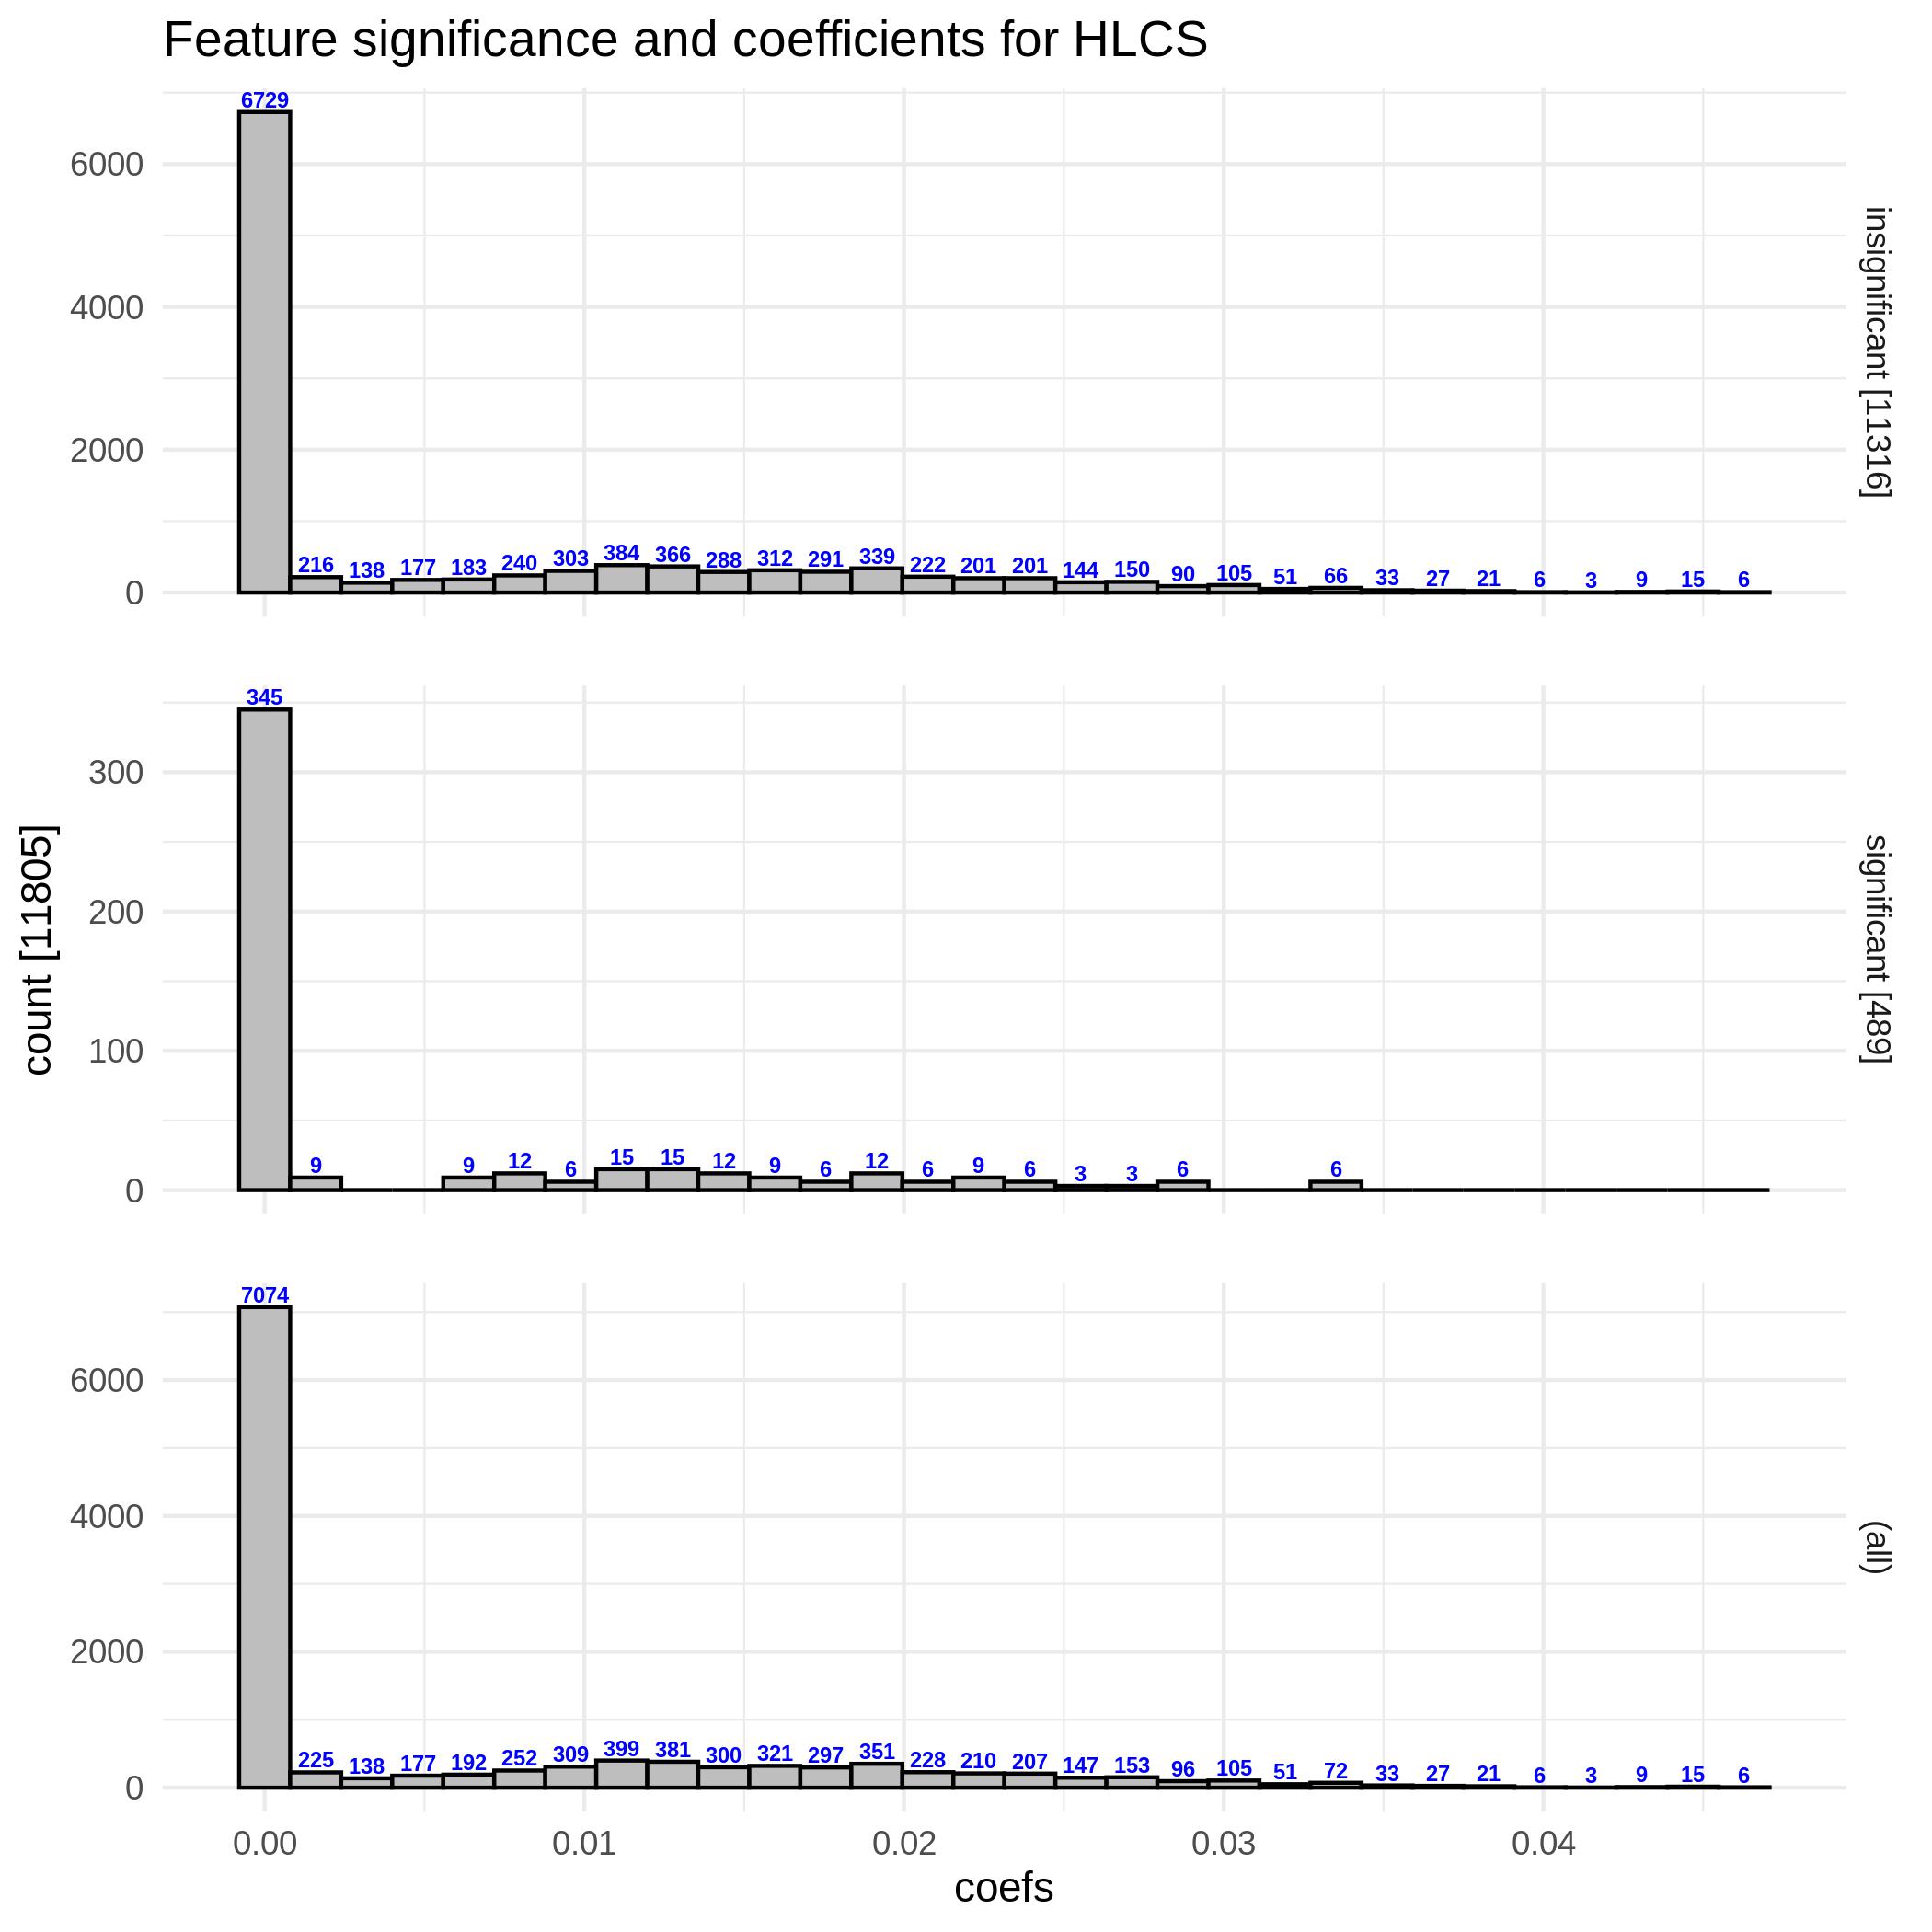 Feature significance and coefficients for HLCS
6729
6000
4000
2000
0
216 138 177 183 240 303 384 366 288 312 291 339 222 201 201 144 150 90 105 51 66 33 27 21 6 3 9 15 6
insignificant [11316]
345
300
200
100
0
9 9 12 6 15 15 12 9 6 12 6 9 6 3 3 6 6
significant [489]
count [11805]
7074
6000
4000
2000
0
225 138 177 192 252 309 399 381 300 321 297 351 228 210 207 147 153 96 105 51 72 33 27 21 6 3 9 15 6
(all)
0.00 0.01 0.02 0.03 0.04
coefs